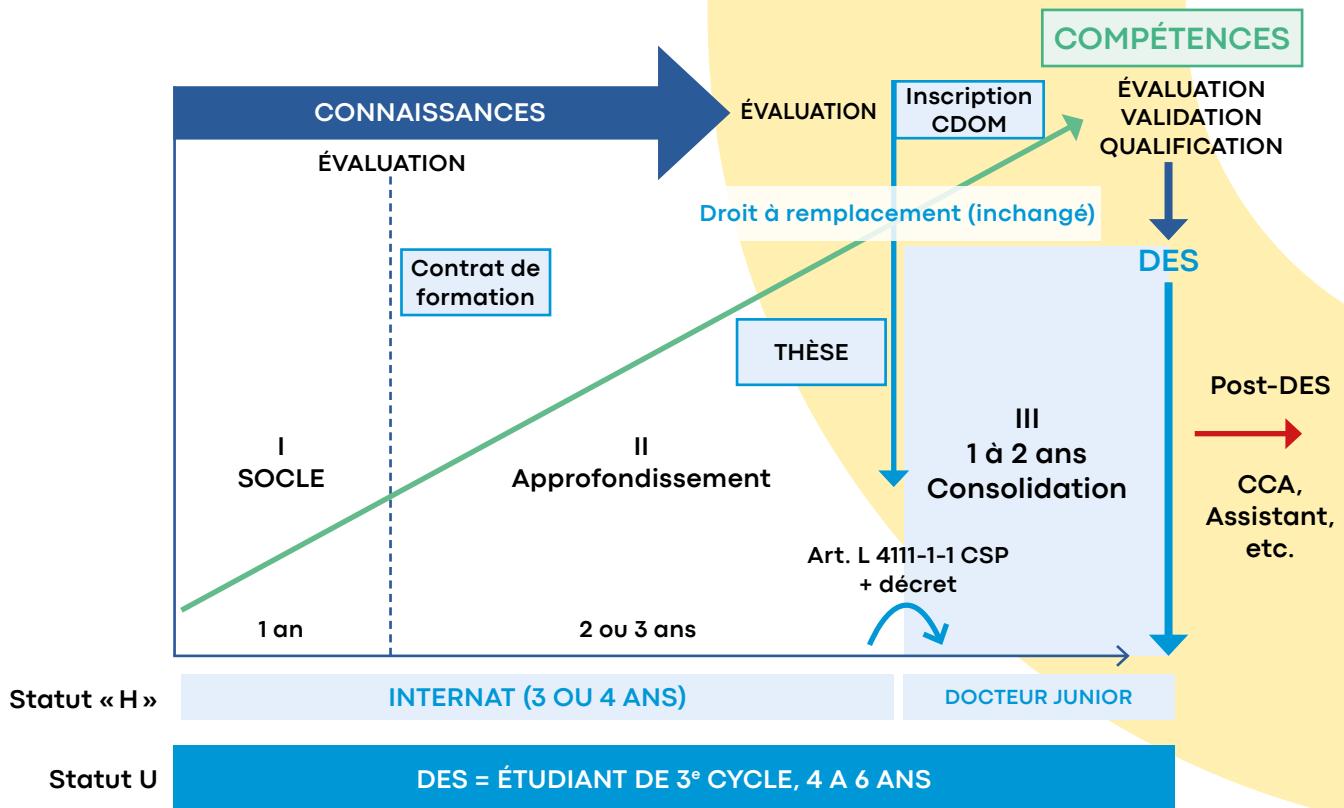 COMPÉTENCES
CONNAISSANCES
ÉVALUATION
Inscription
CDOM
ÉVALUATION
VALIDATION
QUALIFICATION
ÉVALUATION
Droit à remplacement (inchangé)
Contrat de
formation
DES
THÈSE
Post-DES
I
SOCLE
II
Approfondissement
III
1 à 2 ans
Consolidation
CCA,
Assistant,
etc.
Art. L 4111-1-1 CSP
+ décret
1 an
2 ou 3 ans
Statut « H »
INTERNAT (3 OU 4 ANS)
DOCTEUR JUNIOR
Statut U
DES = ÉTUDIANT DE 3e CYCLE, 4 A 6 ANS